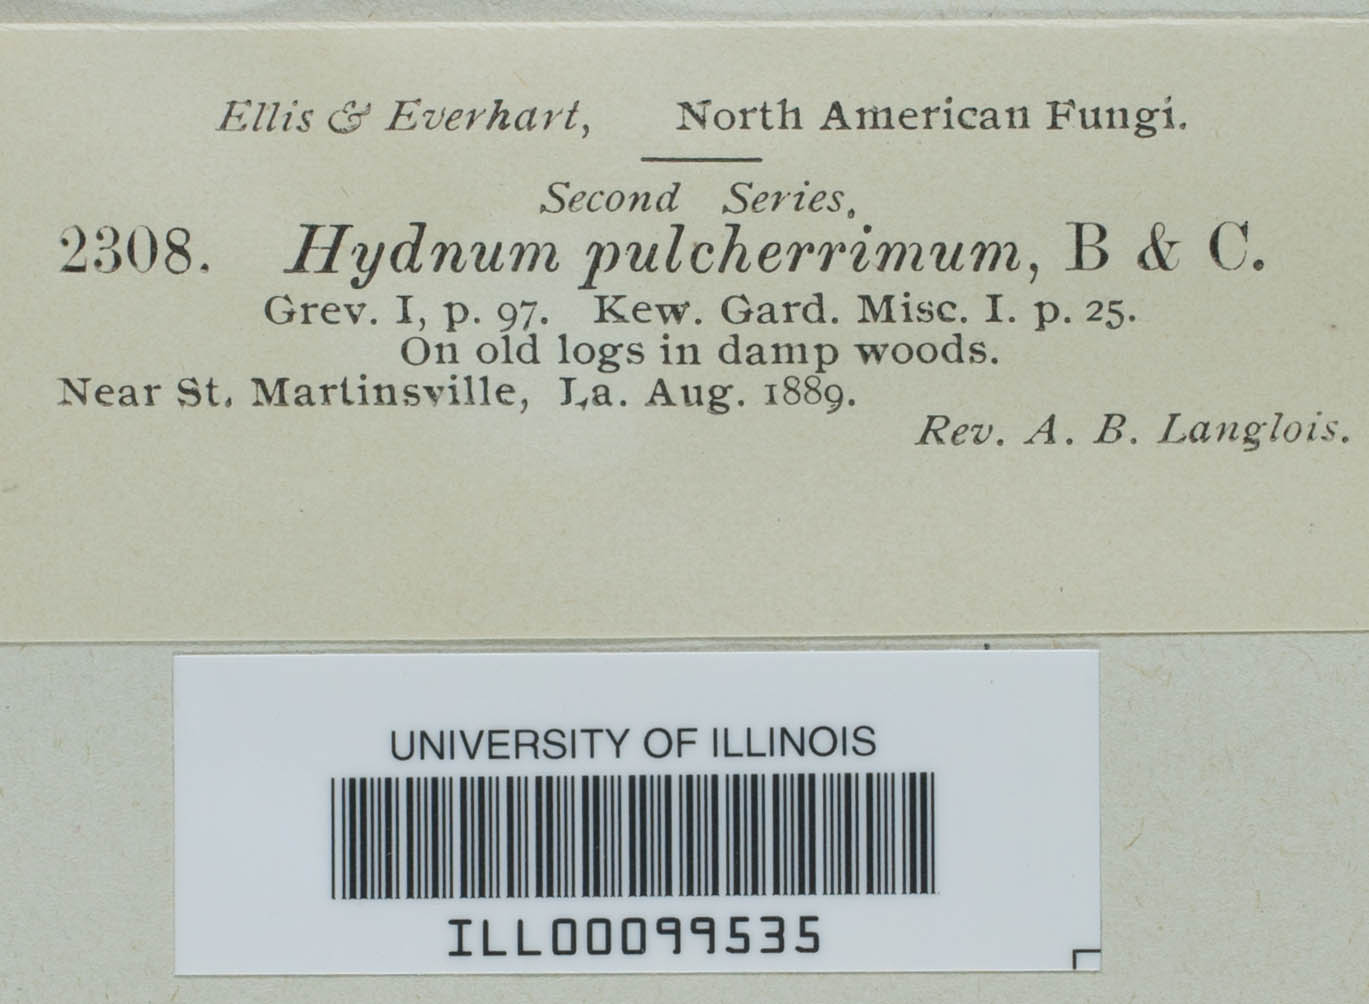 Ellis & Everhart, North American Fungi.
Second Series.
2308. Hydnum pulcherrimum, B & C.
Grev. I, p. 97. Kew. Gard. Misc. I. p. 25.
On old logs in damp woods.
Near St. Martinsville, La. Aug. 1889.
Rev. A. B. Langlois.
UNIVERSITY OF ILLINOIS
ILL00099535